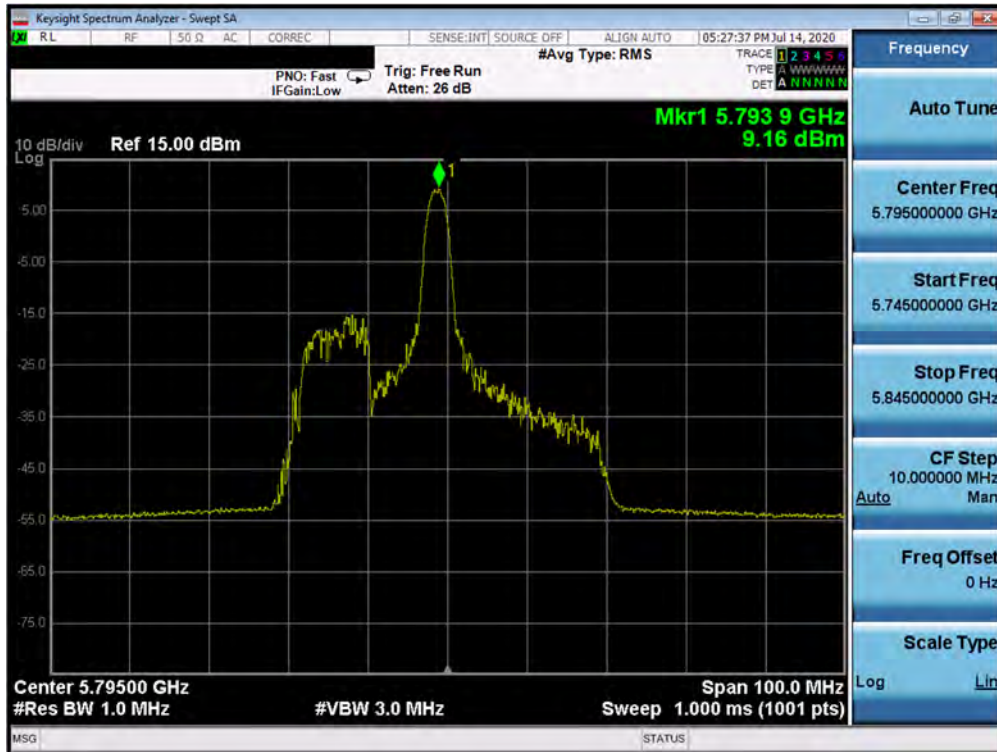 Keysight Spectrum Analyzer - Swept SA
LXI RL RF 50 Ω AC CORREC SENSE:INT SOURCE OFF ALIGN AUTO 05:27:37 PM Jul 14, 2020
#Avg Type: RMS
TRACE 1 2 3 4 5 6
PNO: Fast Trig: Free Run
TYPE A WWWWW
IFGain:Low Atten: 26 dB
DET A N N N N N
Mkr1 5.793 9 GHz
9.16 dBm
10 dB/div Ref 15.00 dBm
Log
1
5.00
-5.00
-15.0
-25.0
-35.0
-45.0
-55.0
-65.0
-75.0
Center 5.79500 GHz Span 100.0 MHz
#Res BW 1.0 MHz #VBW 3.0 MHz Sweep 1.000 ms (1001 pts)
MSG STATUS
Frequency
Auto Tune
Center Freq
5.795000000 GHz
Start Freq
5.745000000 GHz
Stop Freq
5.845000000 GHz
CF Step
10.000000 MHz
Auto Man
Freq Offset
0 Hz
Scale Type
Log Lin